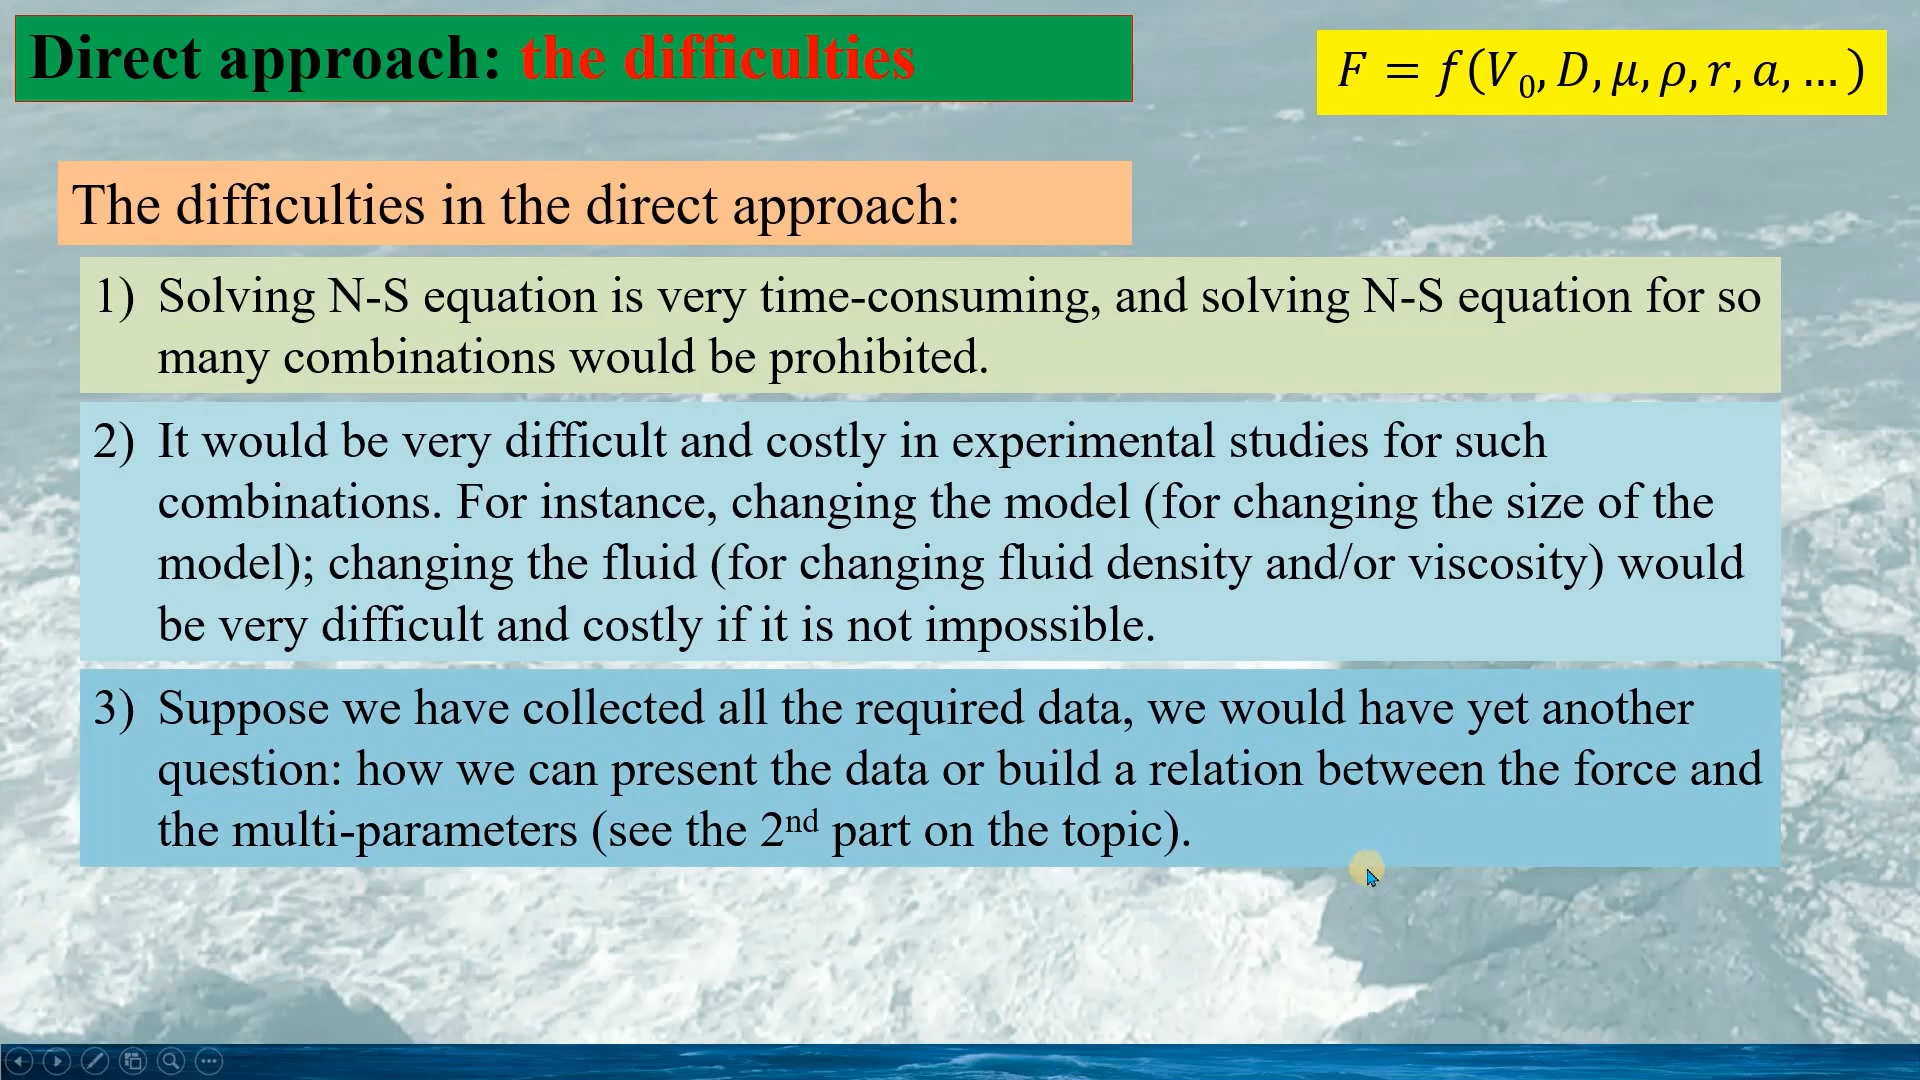 Direct approach: the difficulties
F = f(V₀, D, μ, ρ, r, a, … )
The difficulties in the direct approach:
1) Solving N-S equation is very time-consuming, and solving N-S equation for so
many combinations would be prohibited.
2) It would be very difficult and costly in experimental studies for such
combinations. For instance, changing the model (for changing the size of the
model); changing the fluid (for changing fluid density and/or viscosity) would
be very difficult and costly if it is not impossible.
3) Suppose we have collected all the required data, we would have yet another
question: how we can present the data or build a relation between the force and
the multi-parameters (see the 2nd part on the topic).